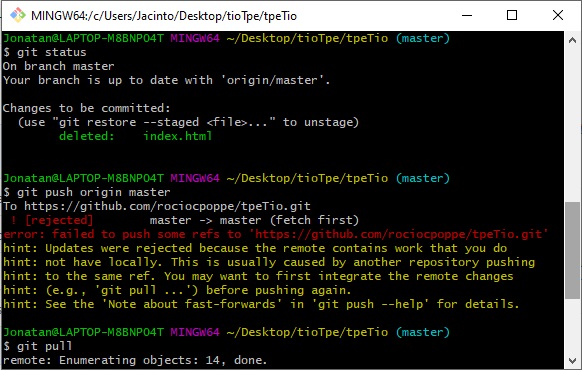 MINGW64:/c/Users/Jacinto/Desktop/tioTpe/tpeTio
Jonatan@LAPTOP-M8BNPO4T MINGW64 ~/Desktop/tioTpe/tpeTio (master)
$ git status
On branch master
Your branch is up to date with 'origin/master'.
Changes to be committed:
(use "git restore --staged <file>..." to unstage)
deleted: index.html
Jonatan@LAPTOP-M8BNPO4T MINGW64 ~/Desktop/tioTpe/tpeTio (master)
$ git push origin master
To https://github.com/rociocpoppe/tpeTio.git
! [rejected] master -> master (fetch first)
error: failed to push some refs to 'https://github.com/rociocpoppe/tpeTio.git'
hint: Updates were rejected because the remote contains work that you do
hint: not have locally. This is usually caused by another repository pushing
hint: to the same ref. You may want to first integrate the remote changes
hint: (e.g., 'git pull ...') before pushing again.
hint: See the 'Note about fast-forwards' in 'git push --help' for details.
Jonatan@LAPTOP-M8BNPO4T MINGW64 ~/Desktop/tioTpe/tpeTio (master)
$ git pull
remote: Enumerating objects: 14, done.